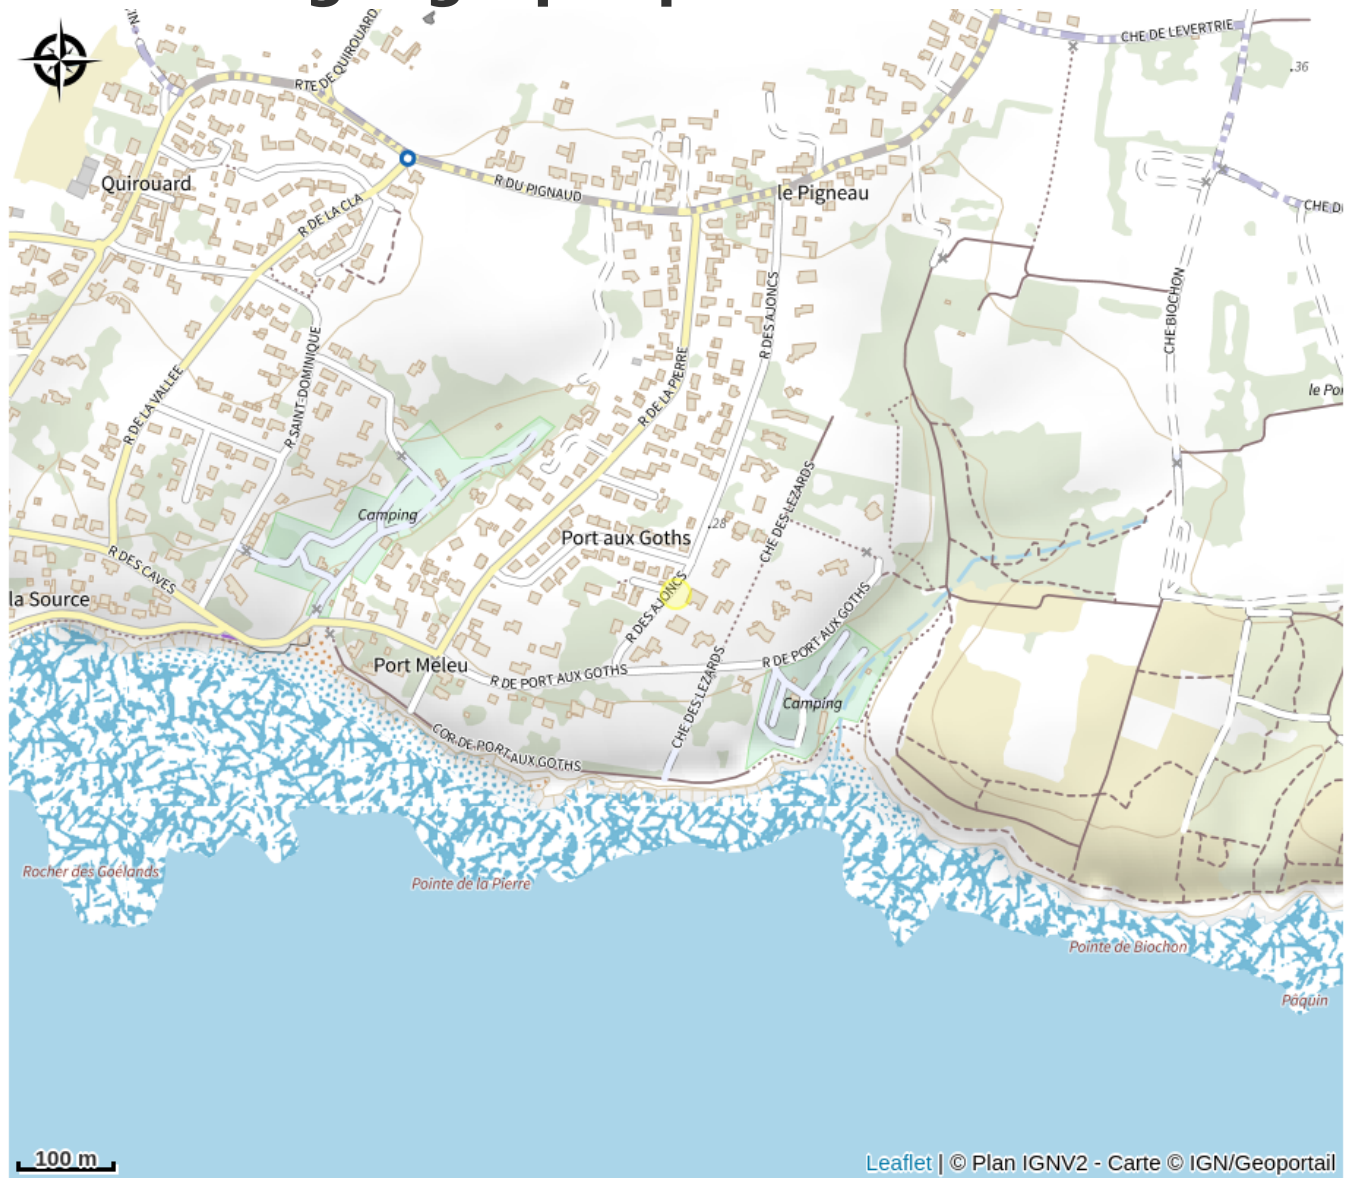 CHE DE LEVERTRIE
RTE DE QUIROUARD
.36
Quirouard
R DU PIGNAUD
le Pigneau
R DE LA CLA
CHE D
CHE BIOCHON
R DES AJONCS
R SAINT-DOMINIQUE
R DE LA PIERRE
R DE LA VALLEE
le Por
CHE DES LEZARDS
Camping
.28
Port aux Goths
R DES CAVES
la Source
R DES AJONCS
R DE PORT AUX GOTHS
Port Meleu
R DE PORT AUX GOTHS
CHE DES LEZARDS
Camping
COR DE PORT AUX GOTHS
Rocher des Goélands
Pointe de la Pierre
Pointe de Biochon
Pàquin
100 m
Leaflet | © Plan IGNV2 - Carte © IGN/Geoportail